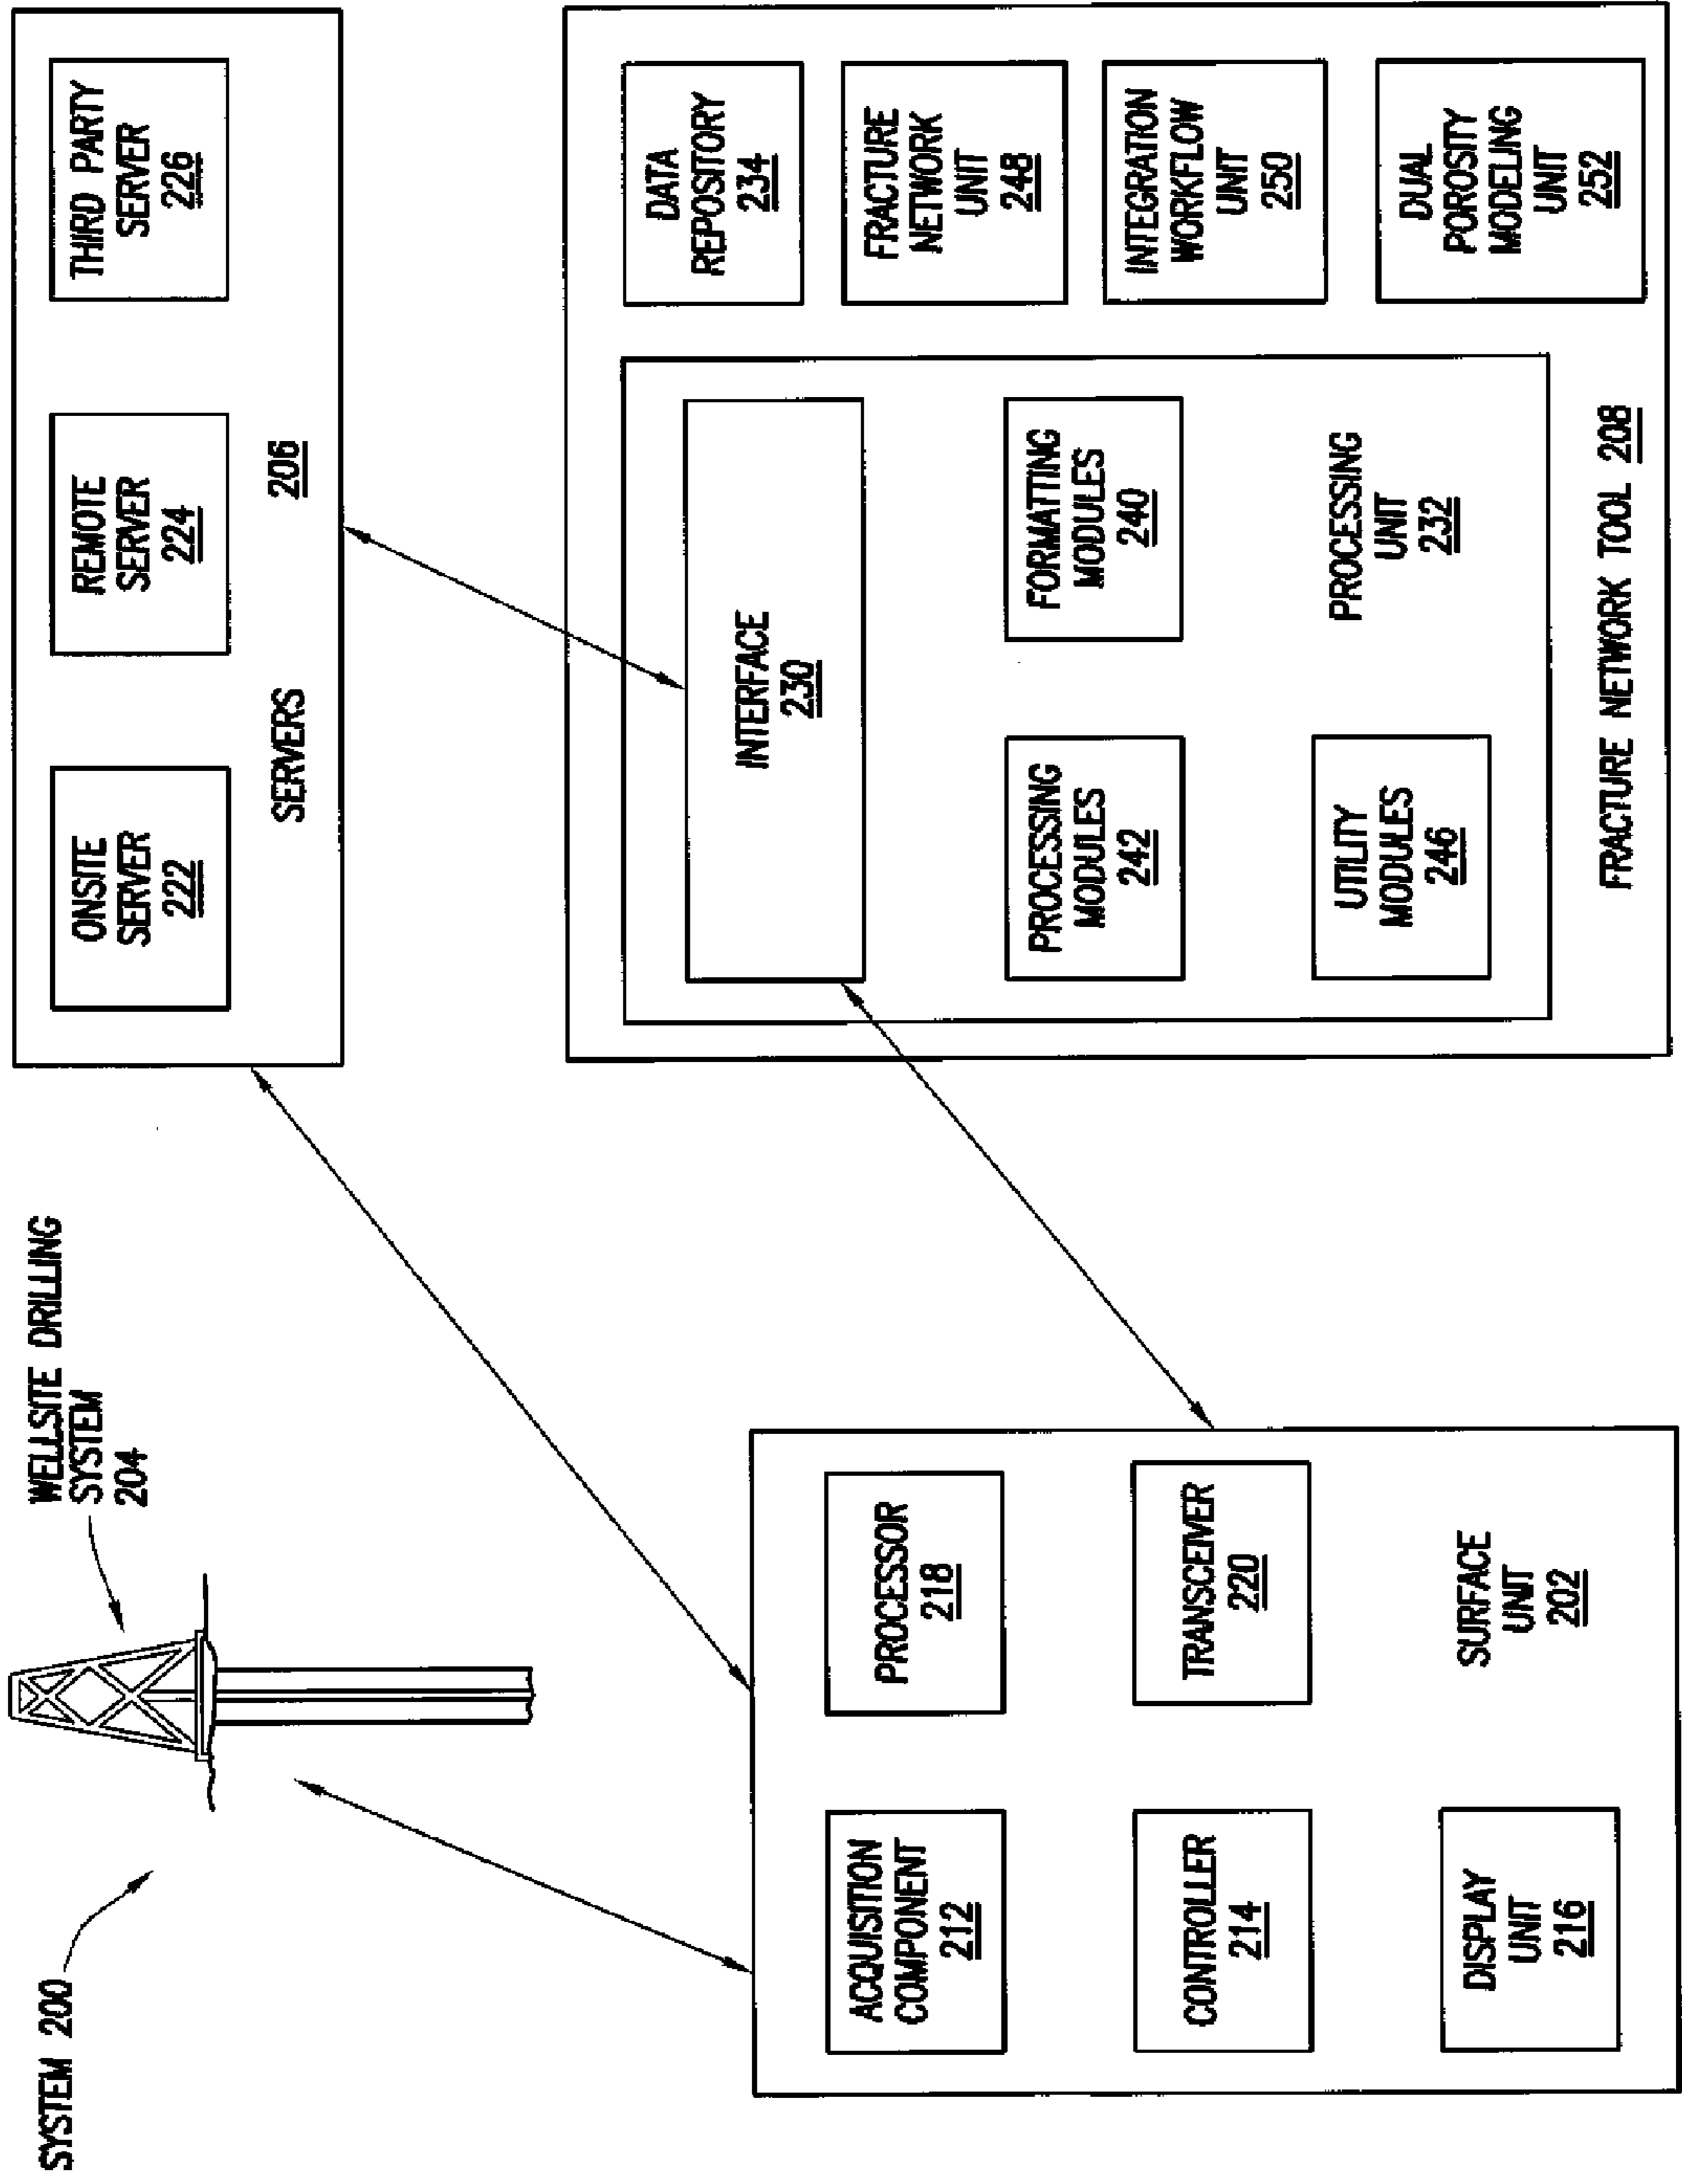 SYSTEM 200
WELLSITE DRILLING
SYSTEM
204
ONSITE
SERVER
222
REMOTE
SERVER
224
THIRD PARTY
SERVER
226
SERVERS
206
ACQUISITION
COMPONENT
212
PROCESSOR
218
CONTROLLER
214
TRANSCEIVER
220
DISPLAY
UNIT
216
SURFACE
UNIT
202
INTERFACE
230
PROCESSING
MODULES
242
FORMATTING
MODULES
240
UTILITY
MODULES
246
PROCESSING
UNIT
232
DATA
REPOSITORY
234
FRACTURE
NETWORK
UNIT
248
INTEGRATION
WORKFLOW
UNIT
250
DUAL
POROSITY
MODELING
UNIT
252
FRACTURE NETWORK TOOL 208